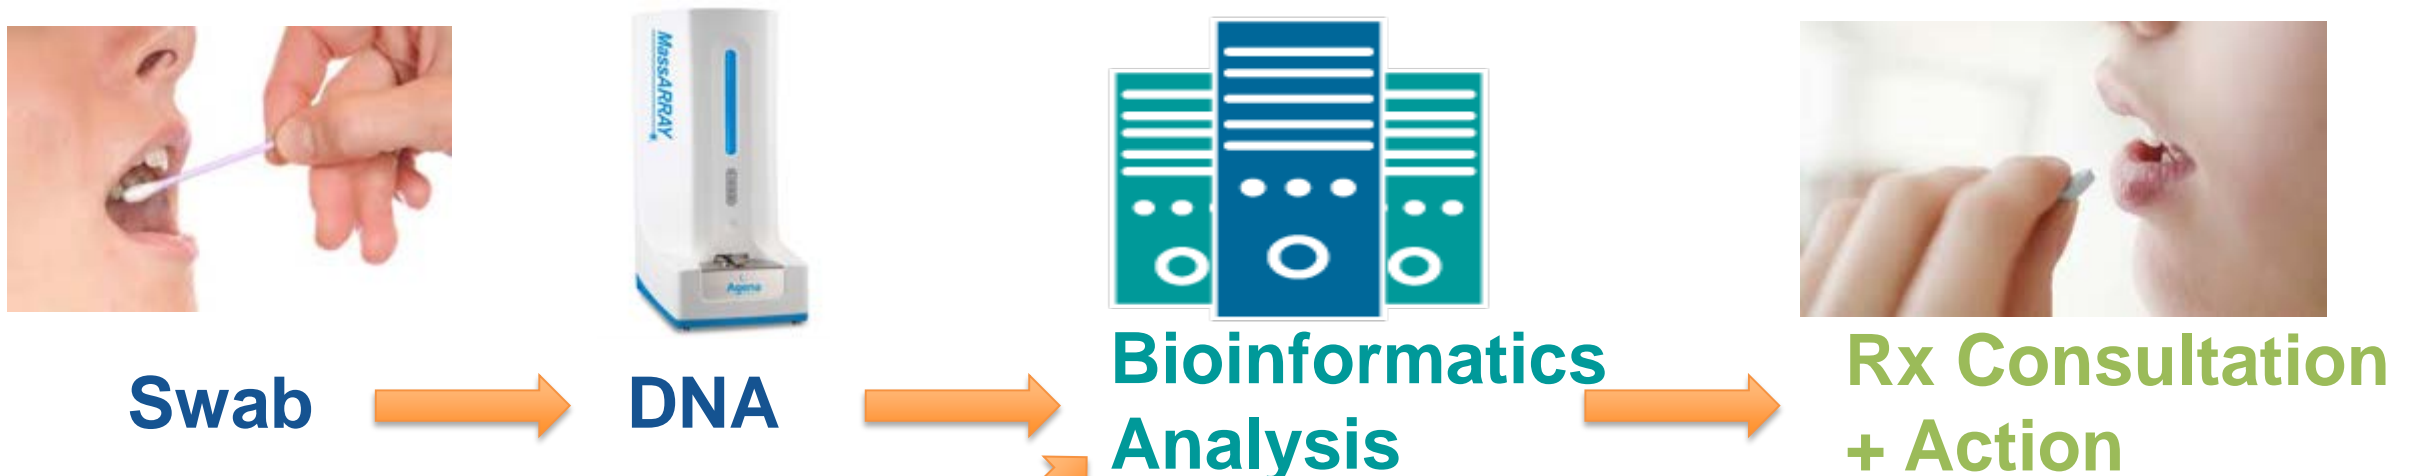 MassARRAY
Agena
Swab
DNA
Bioinformatics
Analysis
Rx Consultation
+ Action